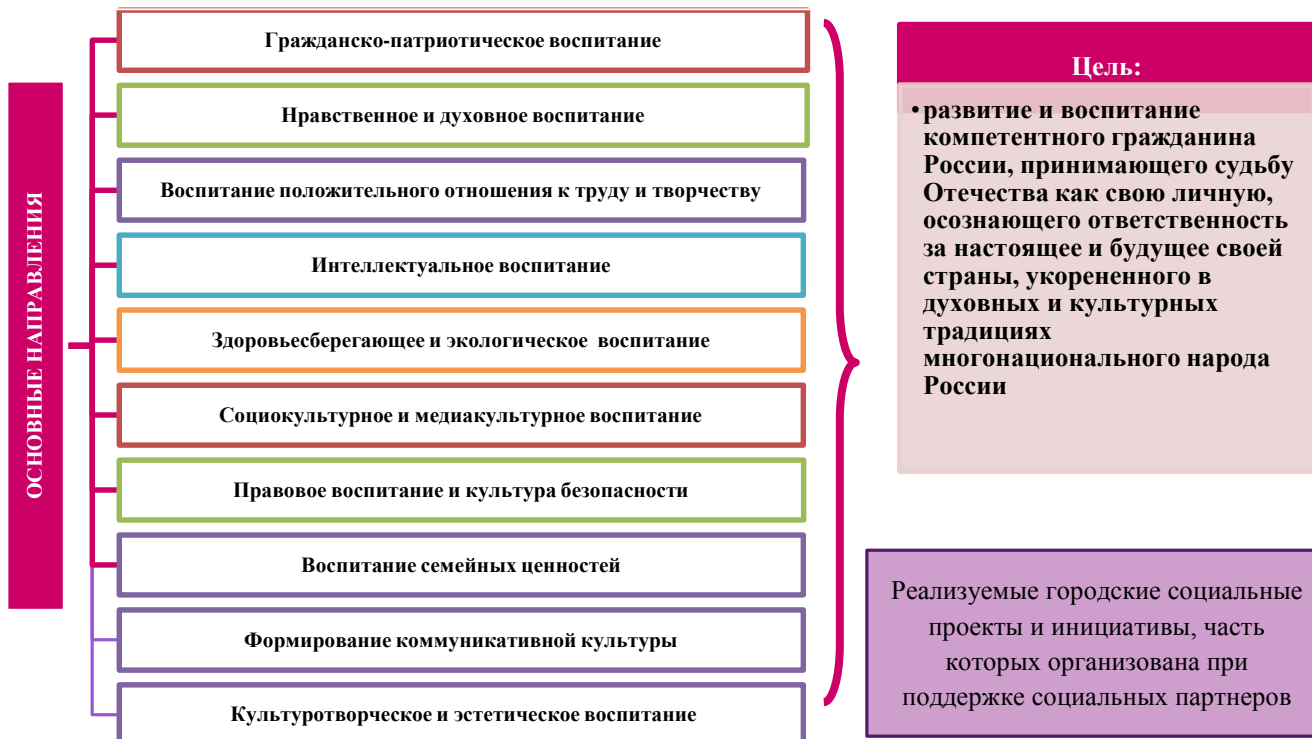 ОСНОВНЫЕ НАПРАВЛЕНИЯ
Гражданско-патриотическое воспитание
Нравственное и духовное воспитание
Воспитание положительного отношения к труду и творчеству
Интеллектуальное воспитание
Здоровьесберегающее и экологическое воспитание
Социокультурное и медиакультурное воспитание
Правовое воспитание и культура безопасности
Воспитание семейных ценностей
Формирование коммуникативной культуры
Культуротворческое и эстетическое воспитание
Цель:
• развитие и воспитание
компетентного гражданина
России, принимающего судьбу
Отечества как свою личную,
осознающего ответственность
за настоящее и будущее своей
страны, укорененного в
духовных и культурных
традициях
многонационального народа
России
Реализуемые городские социальные
проекты и инициативы, часть
которых организована при
поддержке социальных партнеров